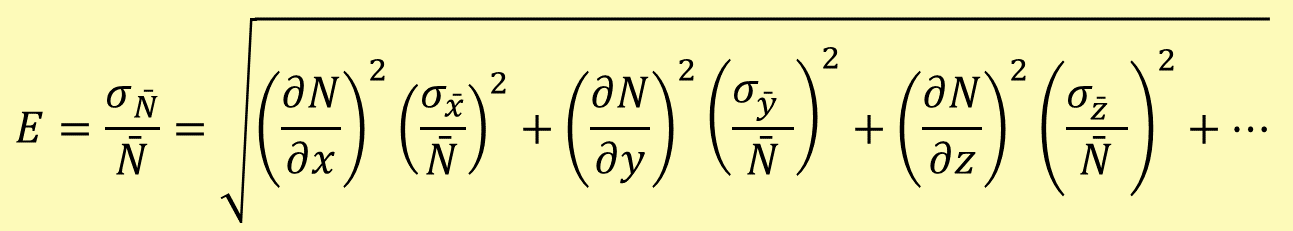 E = σ_N̄ / N̄ = √( (∂N/∂x)² (σ_x̄/N̄)² + (∂N/∂y)² (σ_ȳ/N̄)² + (∂N/∂z)² (σ_z̄/N̄)² + ⋯